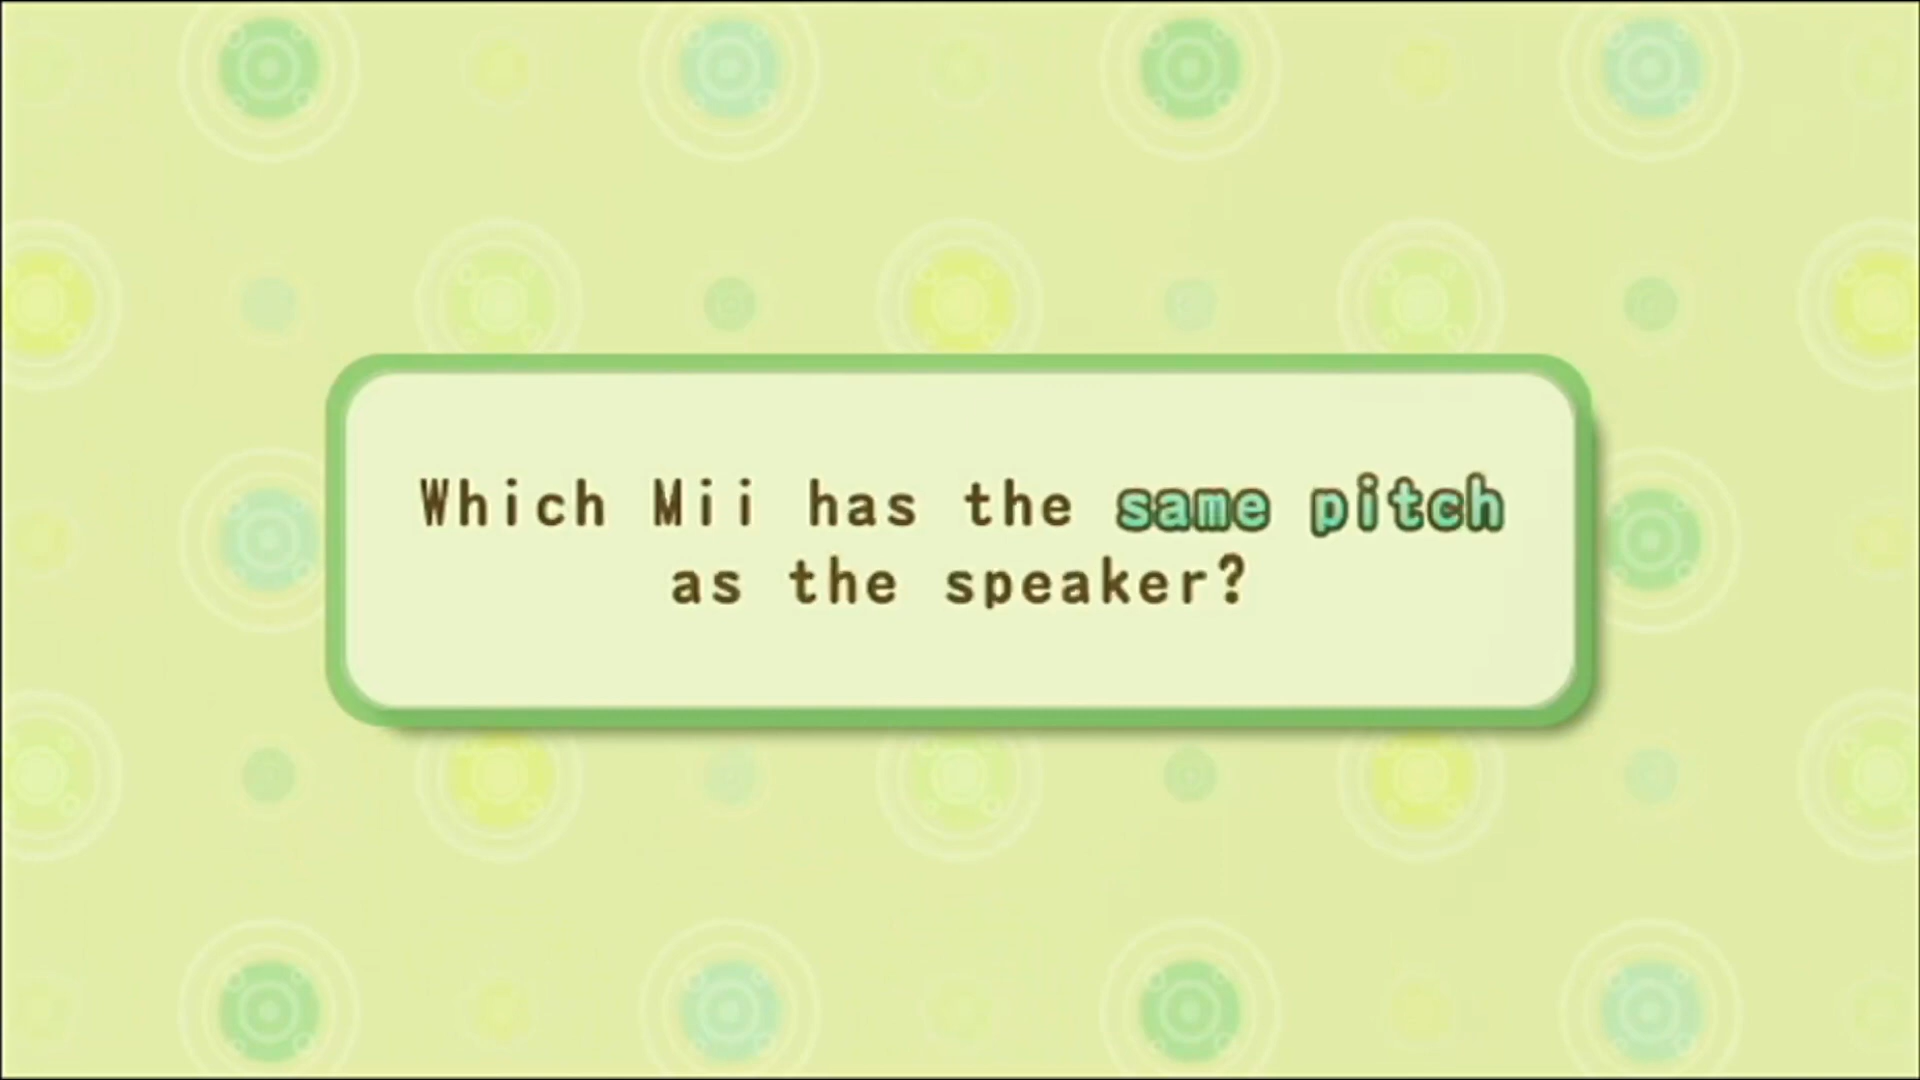 Which Mii has the same pitch
as the speaker?